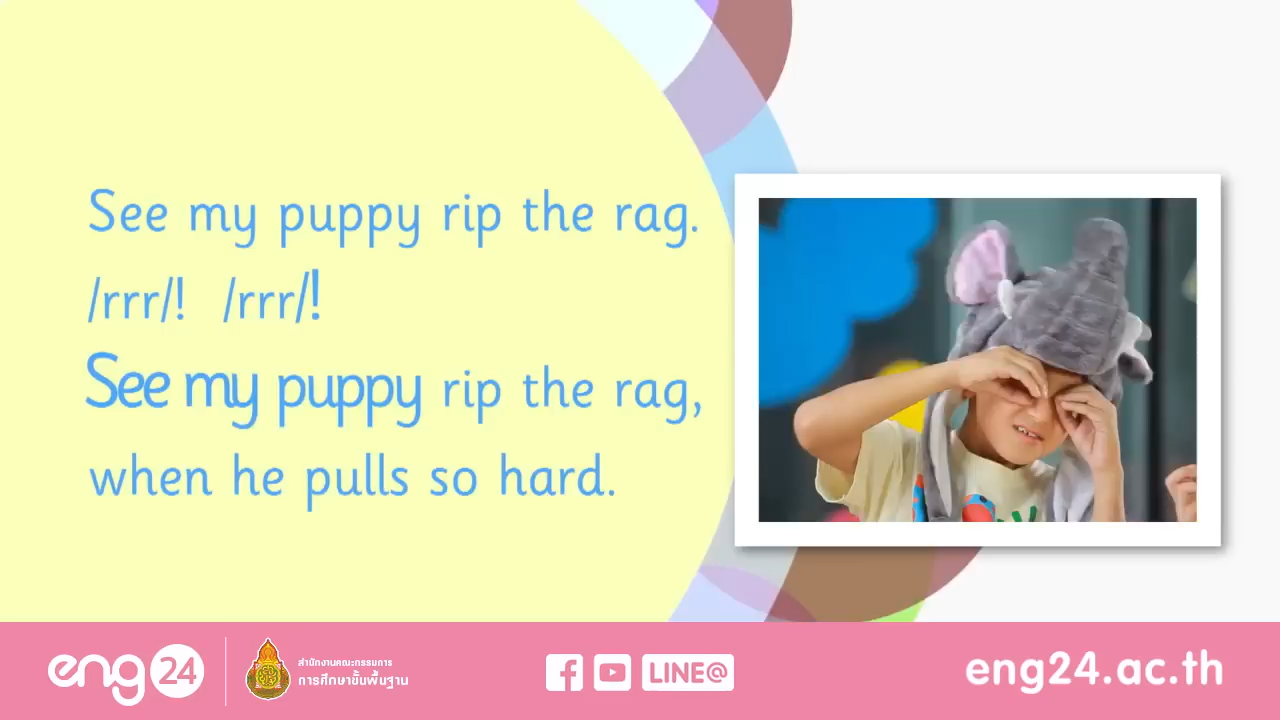 See my puppy rip the rag.
/rrr/! /rrr/!
See my puppy rip the rag,
when he pulls so hard.
eng24
สำนักงานคณะกรรมการ
การศึกษาขั้นพื้นฐาน
LINE@
eng24.ac.th